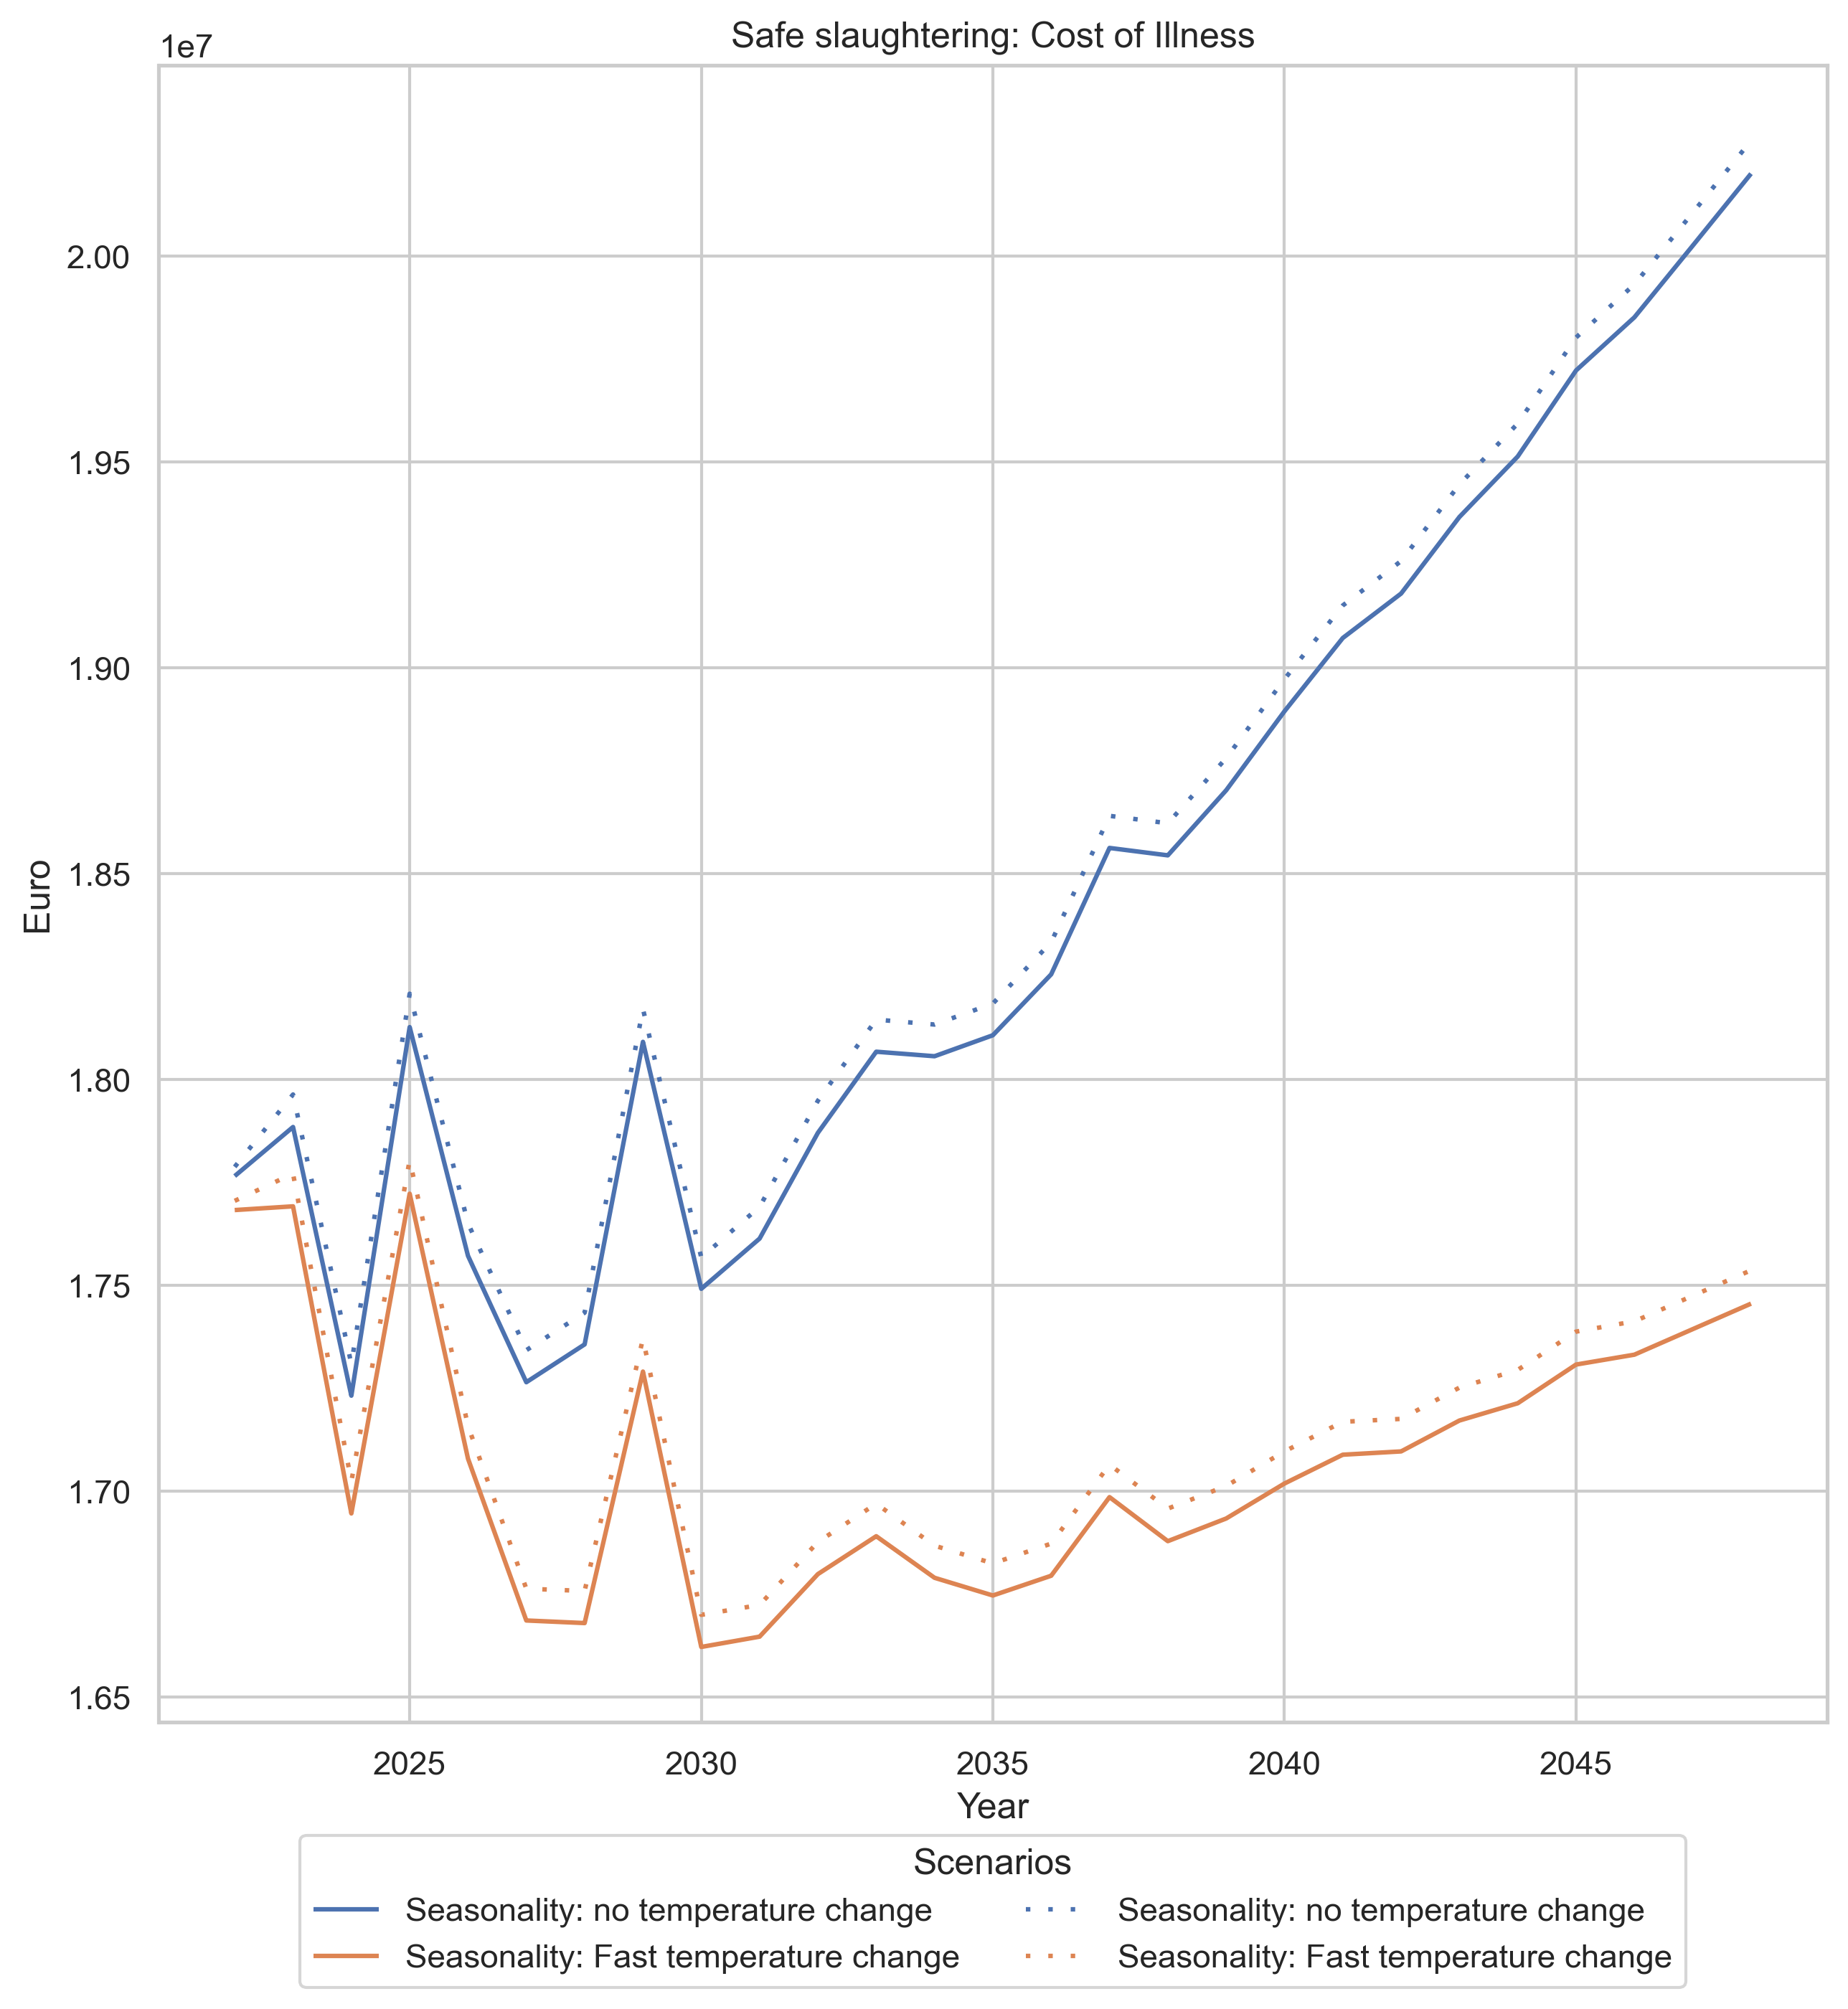 Safe slaughtering: Cost of Illness
1e7
2.00
1.95
1.90
1.85
1.80
1.75
1.70
1.65
Euro
2025 2030 2035 2040 2045
Year
Scenarios
Seasonality: no temperature change Seasonality: no temperature change
Seasonality: Fast temperature change Seasonality: Fast temperature change